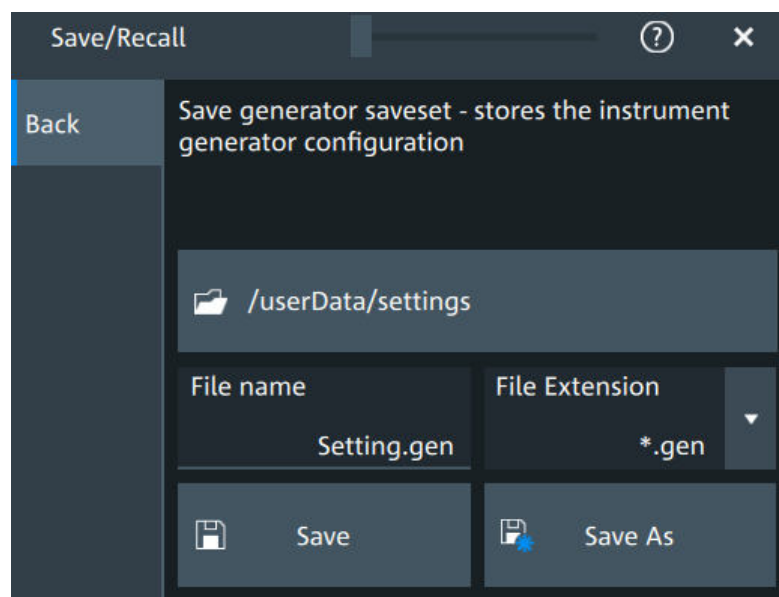 Save/Recall
?
Back
Save generator saveset - stores the instrument
generator configuration
/userData/settings
File name
File Extension
Setting.gen
*.gen
Save
Save As